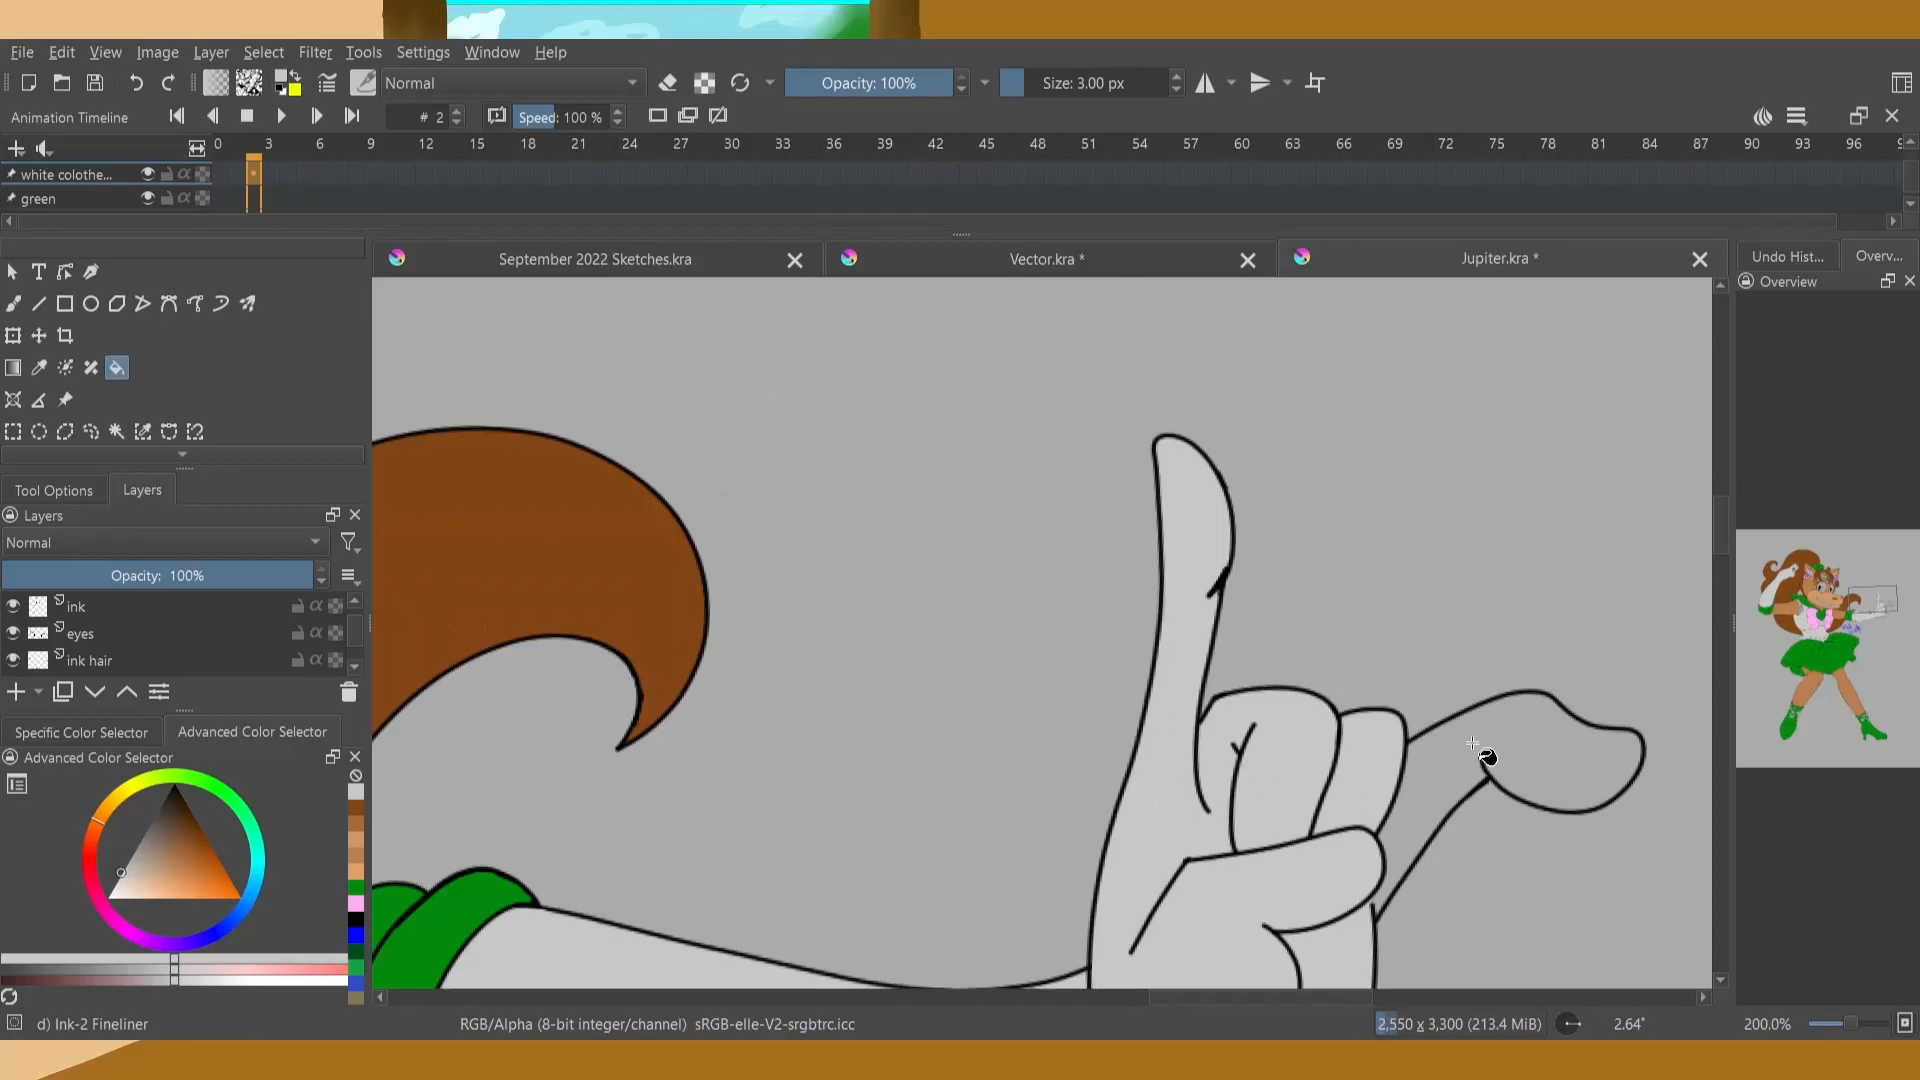 File Edit View Image Layer Select Filter Tools Settings Window Help
Normal
Opacity: 100%
Size: 3.00 px
Animation Timeline
# 2
Speed: 100 %
0 3 6 9 12 15 18 21 24 27 30 33 36 39 42 45 48 51 54 57 60 63 66 69 72 75 78 81 84 87 90 93 96
white colothe...
green
September 2022 Sketches.kra
Vector.kra *
Jupiter.kra *
Undo Hist...
Overv...
Overview
Tool Options
Layers
Layers
Normal
Opacity: 100%
ink
eyes
ink hair
Specific Color Selector
Advanced Color Selector
Advanced Color Selector
d) Ink-2 Fineliner
RGB/Alpha (8-bit integer/channel) sRGB-elle-V2-srgbtrc.icc
2,550 x 3,300 (213.4 MiB)
2.64°
200.0%